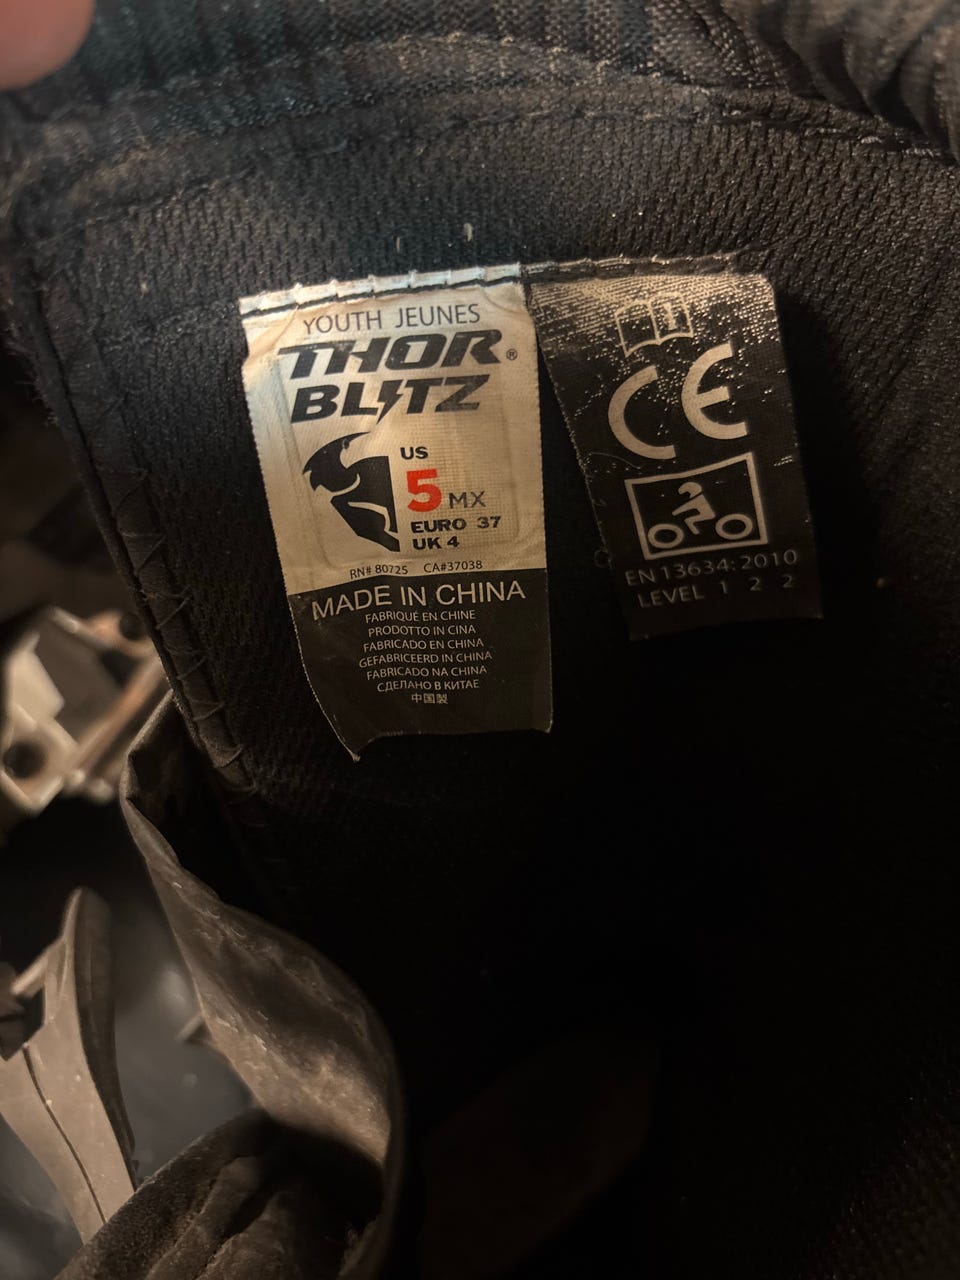 YOUTH JEUNES
THOR®
BLITZ
US
5 MX
EURO 37
UK 4
RN# 80725 CA#37038
MADE IN CHINA
FABRIQUÉ EN CHINE
PRODOTTO IN CINA
FABRICADO EN CHINA
GEFABRICEERD IN CHINA
FABRICADO NA CHINA
СДЕЛАНО В КИТАЕ
中国製
i
CE
EN 13634: 2010
LEVEL 1 2 2